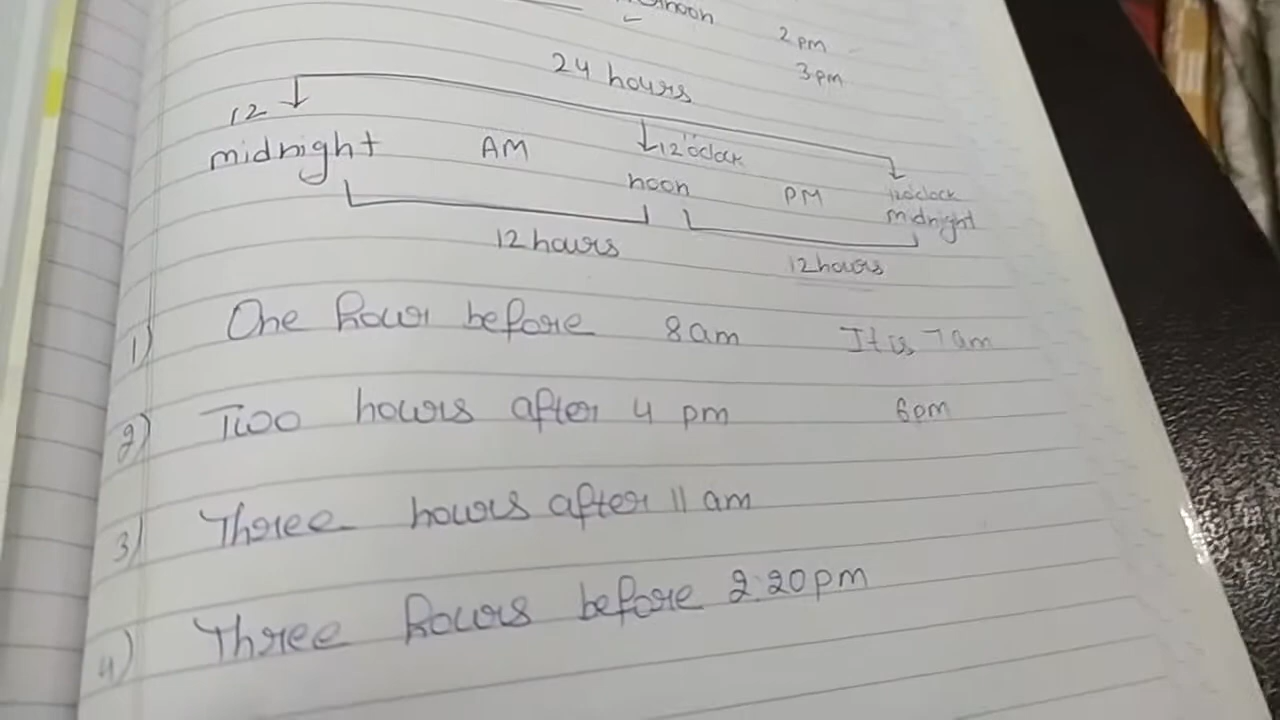 noon
2 pm
3 pm
24 hours
12
midnight AM 12 o'clock
noon PM 12 o'clock
midnight
12 hours
12 hours
1) One hour before 8 am It is 7 am
2) Two hours after 4 pm 6 pm
3) Three hours after 11 am
4) Three hours before 2:20 pm